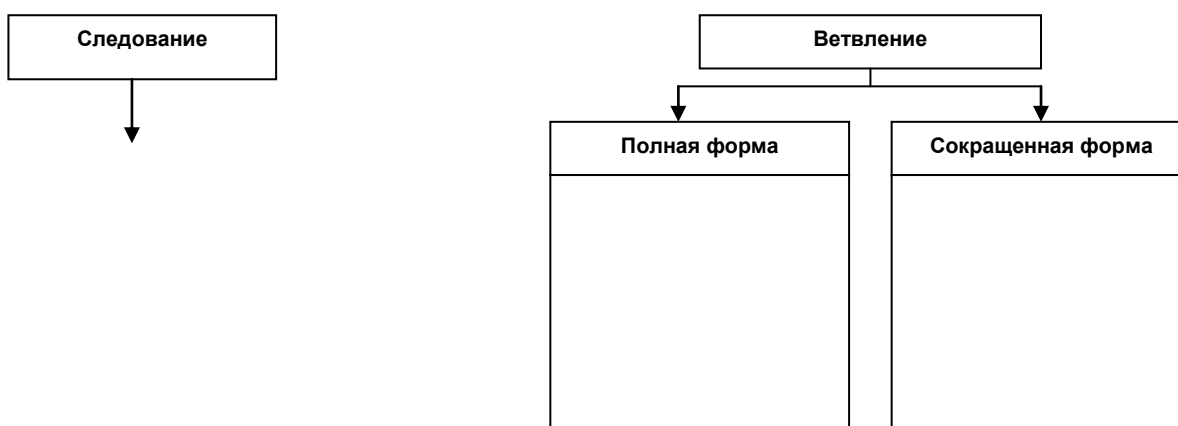 Следование
Ветвление
Полная форма
Сокращенная форма